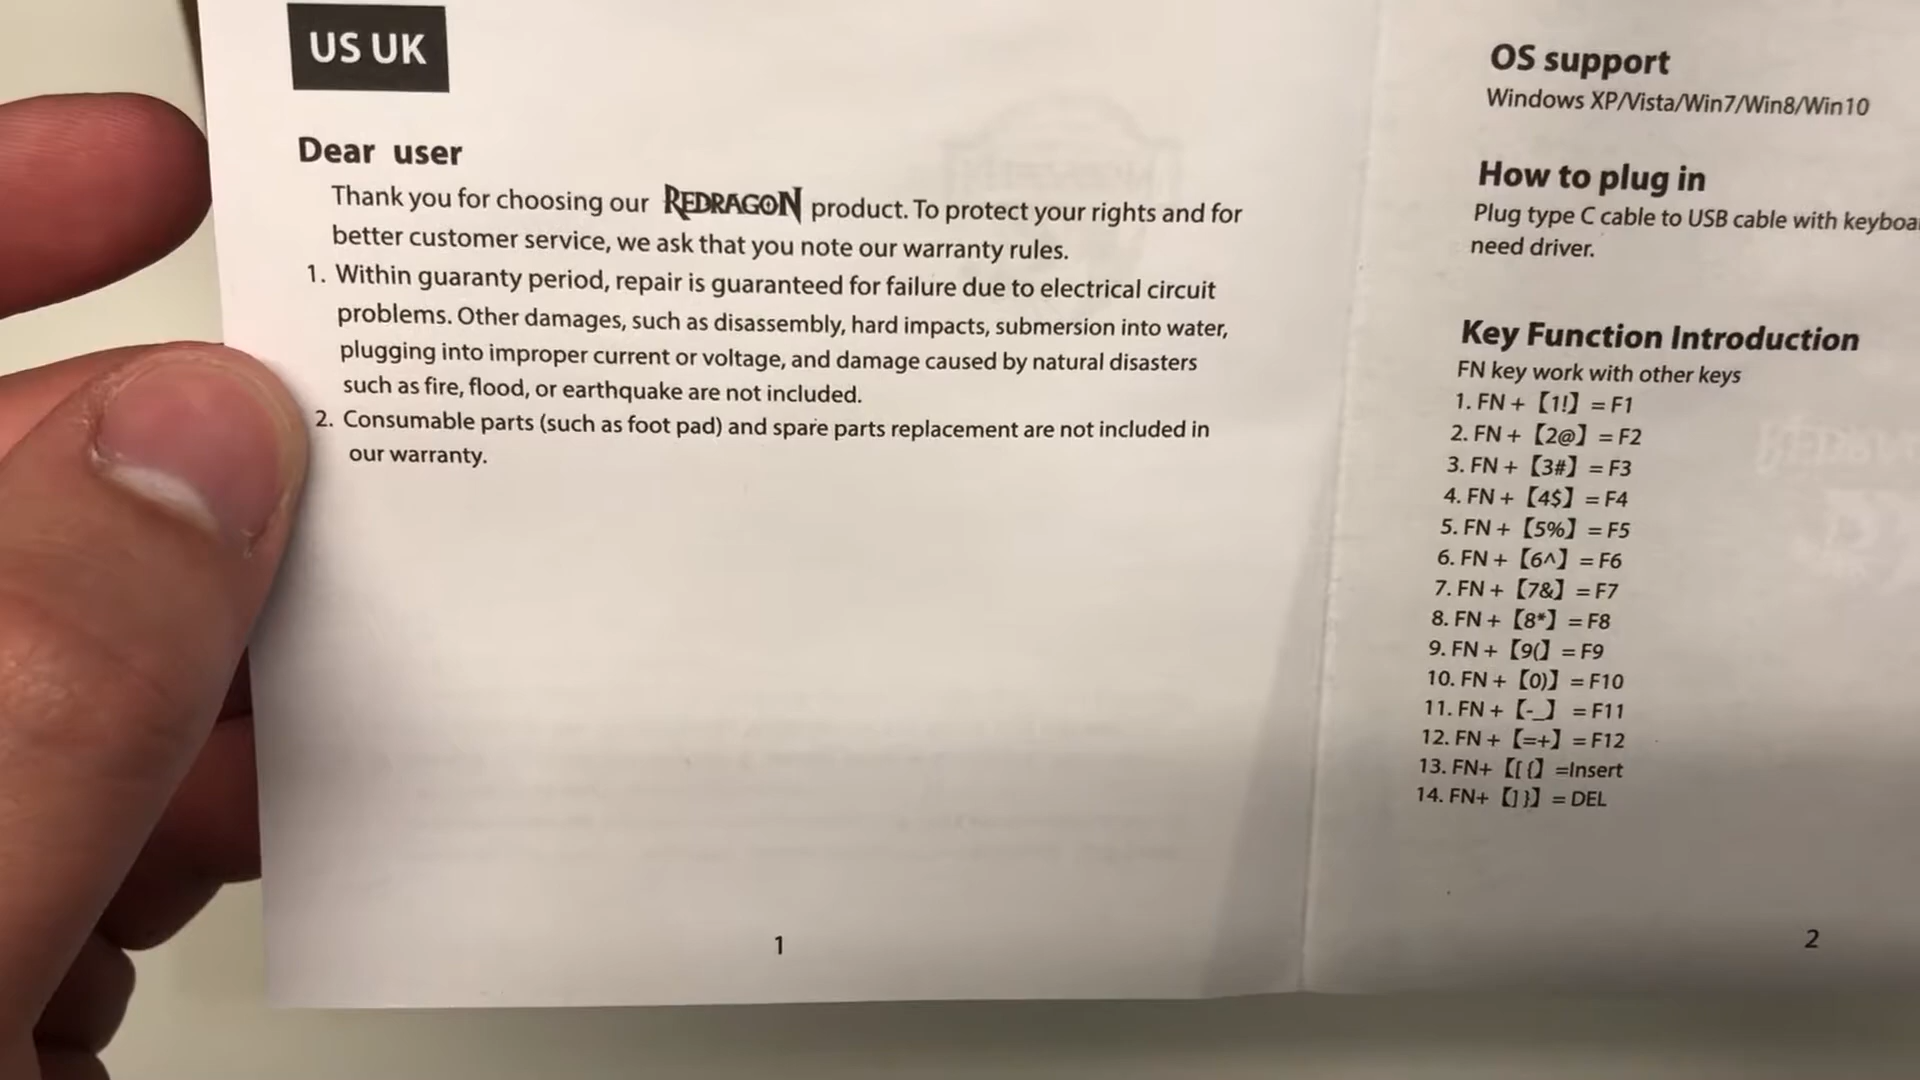 US UK
Dear user
Thank you for choosing our REDRAGON product. To protect your rights and for
better customer service, we ask that you note our warranty rules.
1. Within guaranty period, repair is guaranteed for failure due to electrical circuit
problems. Other damages, such as disassembly, hard impacts, submersion into water,
plugging into improper current or voltage, and damage caused by natural disasters
such as fire, flood, or earthquake are not included.
2. Consumable parts (such as foot pad) and spare parts replacement are not included in
our warranty.
1
OS support
Windows XP/Vista/Win7/Win8/Win10
How to plug in
Plug type C cable to USB cable with
need driver.
Key Function Introduction
FN key work with other keys
1. FN + 【1!】 = F1
2. FN + 【2@】 = F2
3. FN + 【3#】 = F3
4. FN + 【4$】 = F4
5. FN + 【5%】 = F5
6. FN + 【6^】 = F6
7. FN + 【7&】 = F7
8. FN + 【8*】 = F8
9. FN + 【9(】 = F9
10. FN + 【0)】 = F10
11. FN + 【-_】 = F11
12. FN + 【=+】 = F12
13. FN+ 【[ {】 =Insert
14. FN+ 【] }】 = DEL
2